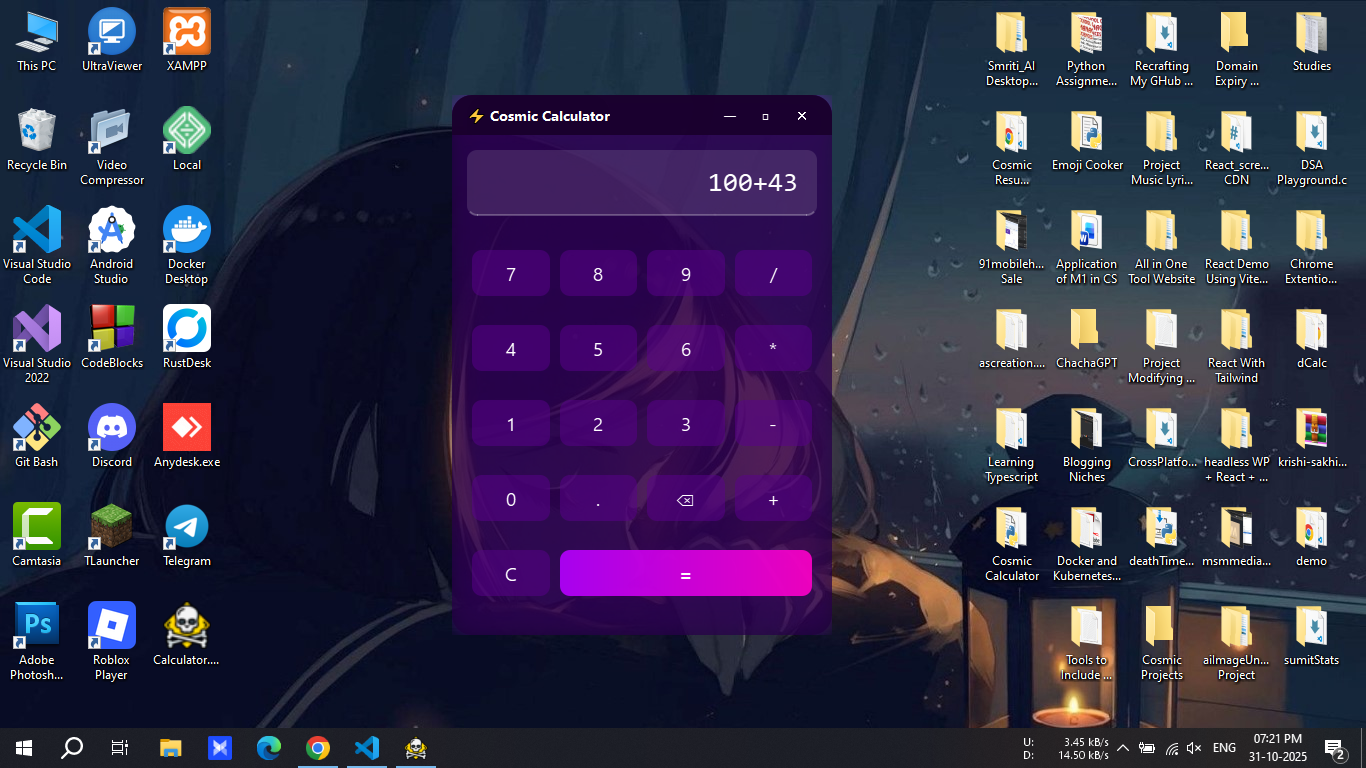 This PC
UltraViewer
XAMPP
Recycle Bin
Video
Compressor
Local
Visual Studio
Code
Android
Studio
Docker
Desktop
Visual Studio
2022
CodeBlocks
RustDesk
Git Bash
Discord
Anydesk.exe
Camtasia
TLauncher
Telegram
Adobe
Photosh...
Roblox
Player
Calculator....
⚡ Cosmic Calculator
100+43
7 8 9 /
4 5 6 *
1 2 3 -
0 . ⌫ +
C =
Smriti_AI
Desktop...
Python
Assignme...
Recrafting
My GHub ...
Domain
Expiry ...
Studies
Cosmic
Resu...
Emoji Cooker
Project
Music Lyri...
React_scre...
CDN
DSA
Playground.c
91mobileh...
Sale
Application
of M1 in CS
All in One
Tool Website
React Demo
Using Vite...
Chrome
Extentio...
ascreation....
ChachaGPT
Project
Modifying ...
React With
Tailwind
dCalc
Learning
Typescript
Blogging
Niches
CrossPlatfo...
headless WP
+ React + ...
krishi-sakhi...
Cosmic
Calculator
Docker and
Kubernetes...
deathTime...
msmmedia...
demo
Tools to
Include ...
Cosmic
Projects
aiImageUn...
Project
sumitStats
U: 3.45 kB/s
D: 14.50 kB/s
ENG
07:21 PM
31-10-2025
2